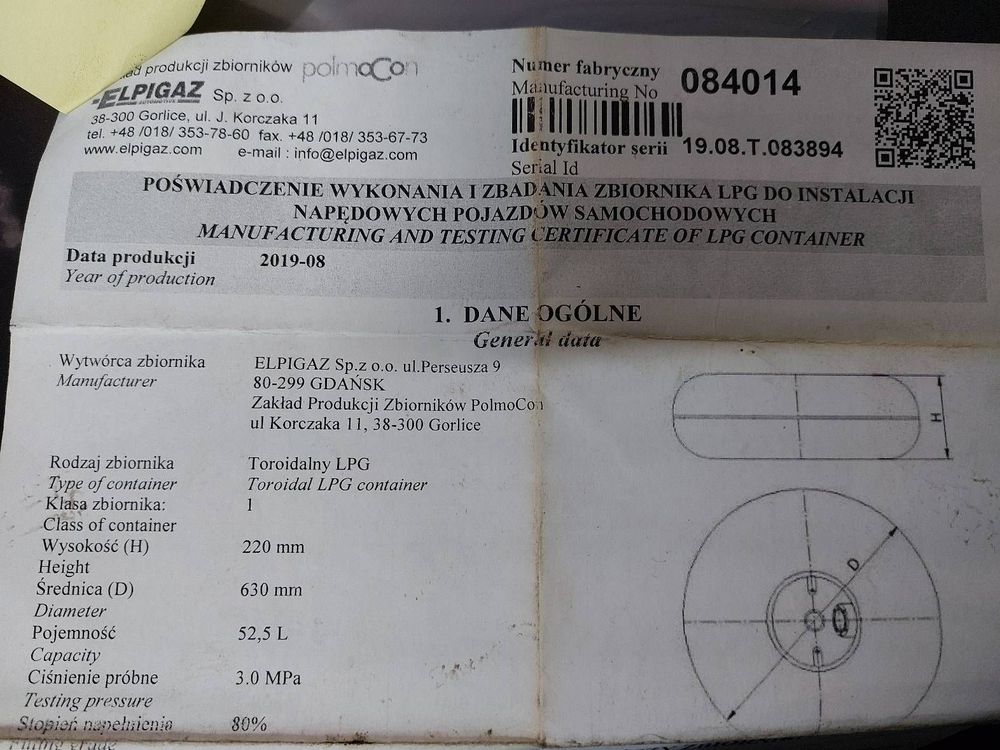 ad produkcji zbiorników polmoCon
ELPIGAZ Sp. z o.o.
AUTOMOTIVE
38-300 Gorlice, ul. J. Korczaka 11
tel. +48 /018/ 353-78-60 fax. +48 /018/ 353-67-73
www.elpigaz.com e-mail : info@elpigaz.com
Numer fabryczny 084014
Manufacturing No
Identyfikator serii 19.08.T.083894
Serial Id
POŚWIADCZENIE WYKONANIA I ZBADANIA ZBIORNIKA LPG DO INSTALACJI
NAPĘDOWYCH POJAZDÓW SAMOCHODOWYCH
MANUFACTURING AND TESTING CERTIFICATE OF LPG CONTAINER
Data produkcji 2019-08
Year of production
1. DANE OGÓLNE
General data
Wytwórca zbiornika ELPIGAZ Sp.z o.o. ul.Perseusza 9
Manufacturer 80-299 GDAŃSK
Zakład Produkcji Zbiorników PolmoCon
ul Korczaka 11, 38-300 Gorlice
Rodzaj zbiornika Toroidalny LPG
Type of container Toroidal LPG container
Klasa zbiornika: 1
Class of container
Wysokość (H) 220 mm
Height
Średnica (D) 630 mm
Diameter
Pojemność 52,5 L
Capacity
Ciśnienie próbne 3.0 MPa
Testing pressure
Stopień napełnienia 80%
Filling grade
H
D